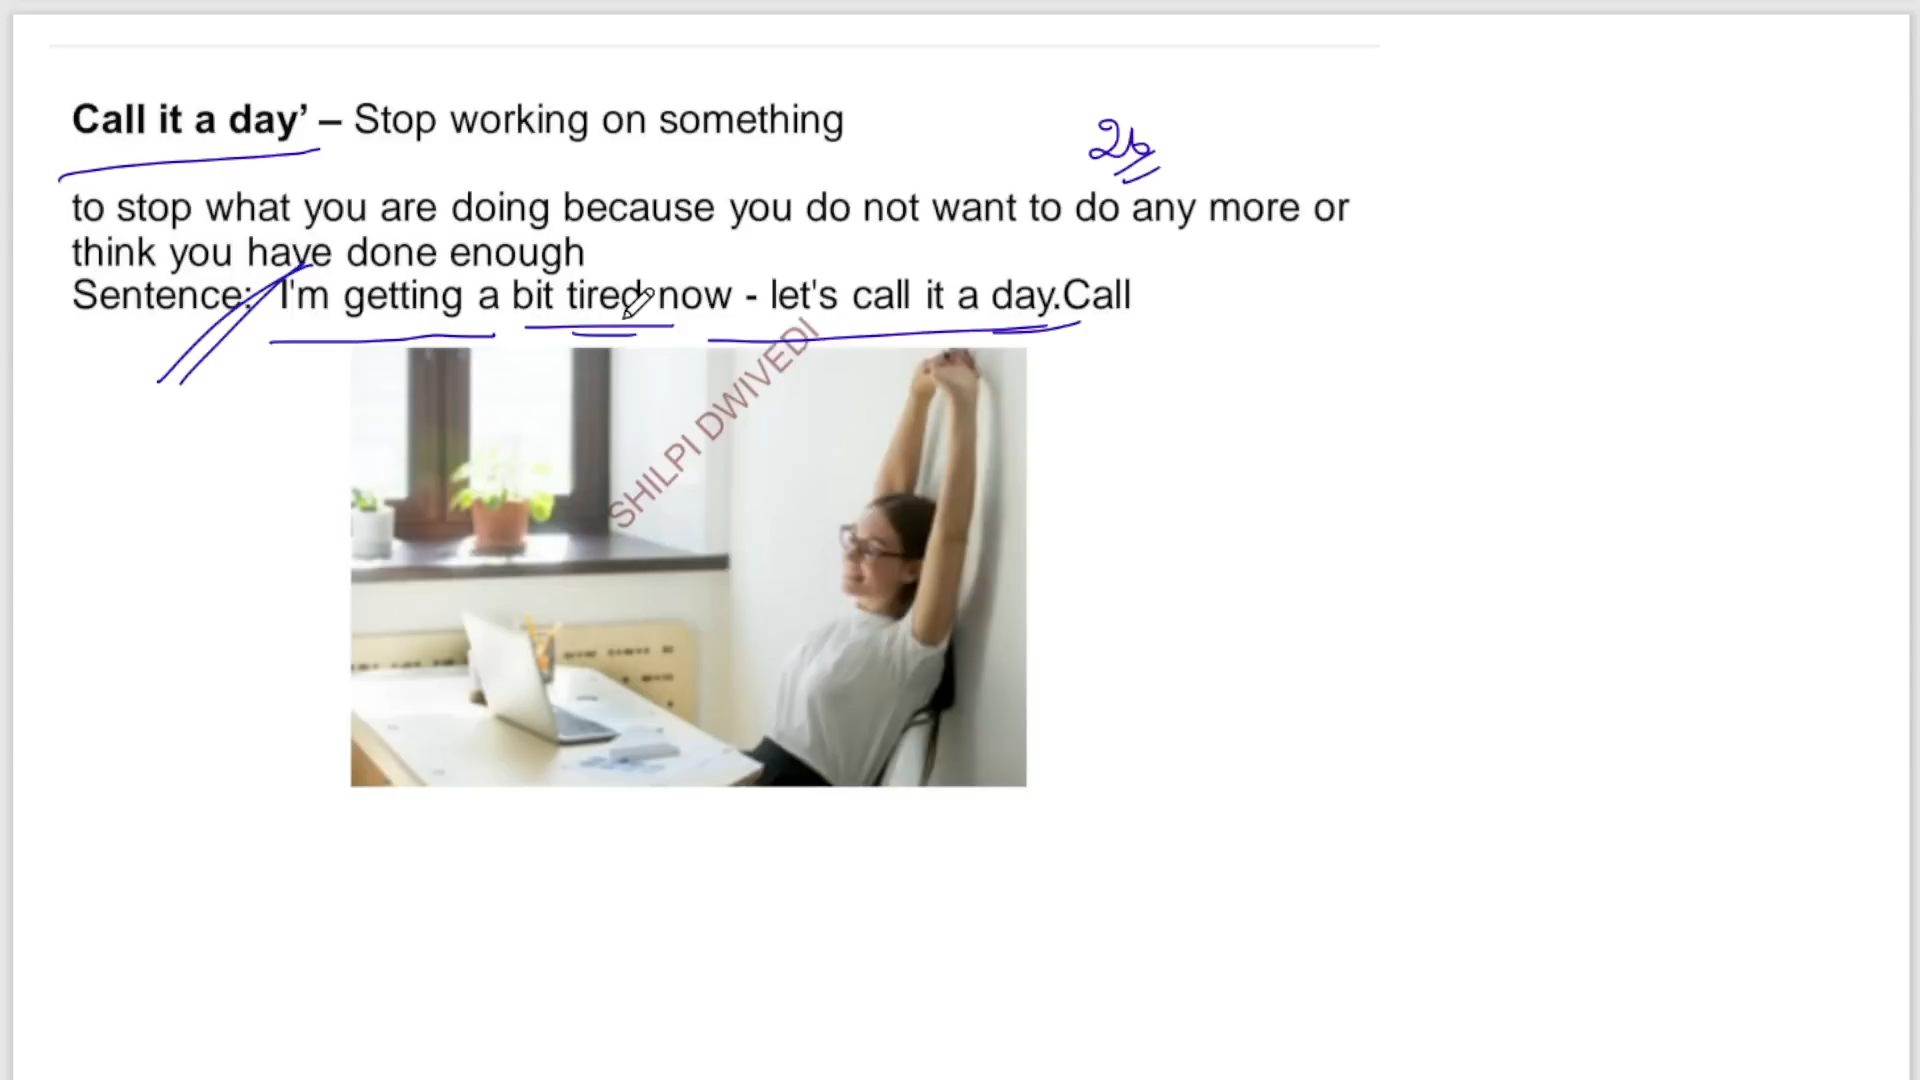 Call it a day’ – Stop working on something
26
to stop what you are doing because you do not want to do any more or
think you have done enough
Sentence: I'm getting a bit tired now - let's call it a day.Call
SHILPI DWIVEDI